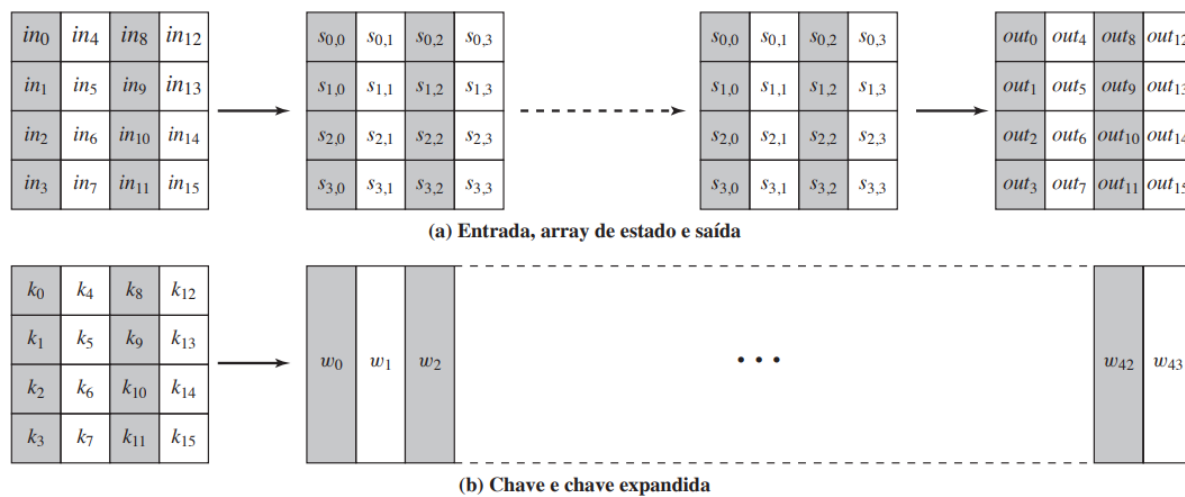 in₀ in₄ in₈ in₁₂ s₀,₀ s₀,₁ s₀,₂ s₀,₃ s₀,₀ s₀,₁ s₀,₂ s₀,₃ out₀ out₄ out₈ out₁₂
in₁ in₅ in₉ in₁₃ s₁,₀ s₁,₁ s₁,₂ s₁,₃ s₁,₀ s₁,₁ s₁,₂ s₁,₃ out₁ out₅ out₉ out₁₃
in₂ in₆ in₁₀ in₁₄ s₂,₀ s₂,₁ s₂,₂ s₂,₃ s₂,₀ s₂,₁ s₂,₂ s₂,₃ out₂ out₆ out₁₀ out₁₄
in₃ in₇ in₁₁ in₁₅ s₃,₀ s₃,₁ s₃,₂ s₃,₃ s₃,₀ s₃,₁ s₃,₂ s₃,₃ out₃ out₇ out₁₁ out₁₅
(a) Entrada, array de estado e saída
k₀ k₄ k₈ k₁₂
k₁ k₅ k₉ k₁₃
w₀ w₁ w₂ • • • w₄₂ w₄₃
k₂ k₆ k₁₀ k₁₄
k₃ k₇ k₁₁ k₁₅
(b) Chave e chave expandida